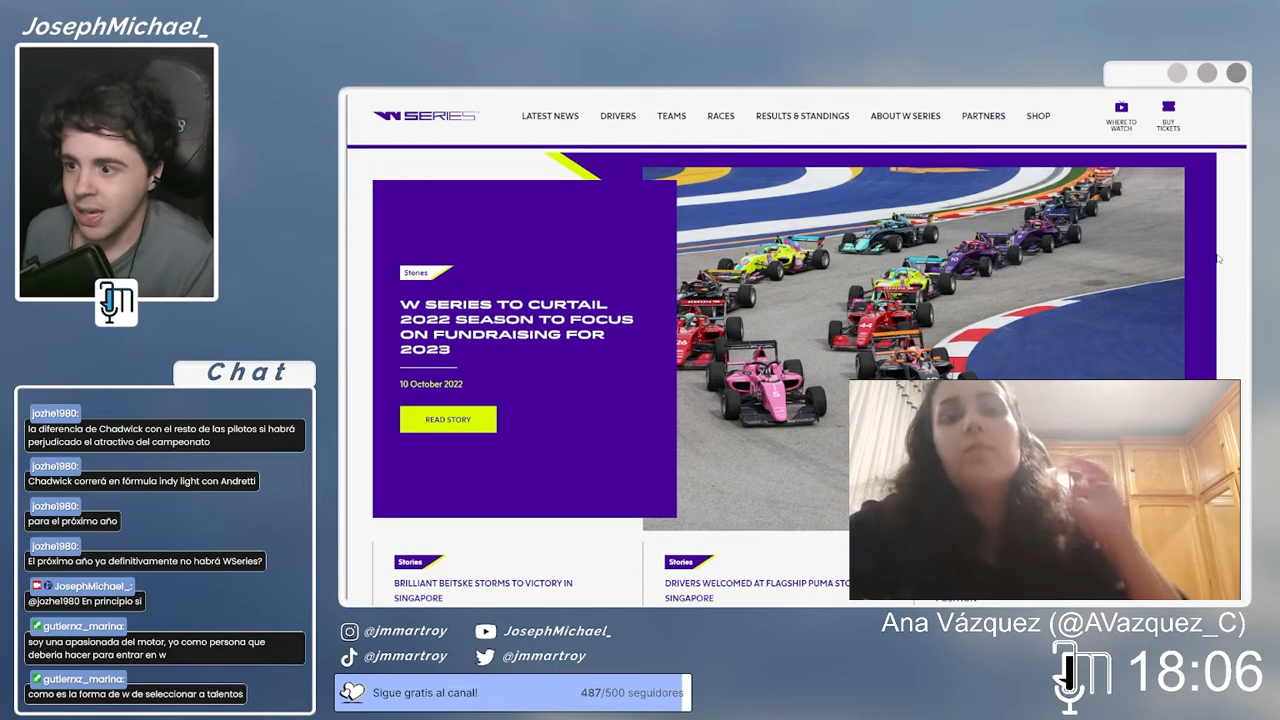 JosephMichael_
W SERIES
LATEST NEWS
DRIVERS
TEAMS
RACES
RESULTS & STANDINGS
ABOUT W SERIES
PARTNERS
SHOP
WHERE TO
WATCH
BUY
TICKETS
Stories
W SERIES TO CURTAIL
2022 SEASON TO FOCUS
ON FUNDRAISING FOR
2023
10 October 2022
READ STORY
Chat
jozhe1980:
la diferencia de Chadwick con el resto de las pilotos si habrá
perjudicado el atractivo del campeonato
jozhe1980:
Chadwick correrá en fórmula indy light con Andretti
jozhe1980:
para el próximo año
jozhe1980:
El próximo año ya definitivamente no habrá WSeries?
JosephMichael_:
@jozhe1980 En principio sí
gutiernz_marina:
soy una apasionada del motor, yo como persona que
deberia hacer para entrar en w
gutiernz_marina:
como es la forma de w de seleccionar a talentos
Stories
BRILLIANT BEITSKE STORMS TO VICTORY IN
SINGAPORE
Stories
DRIVERS WELCOMED AT FLAGSHIP PUMA STO
SINGAPORE
Ana Vázquez (@AVazquez_C)
@jmmartroy
JosephMichael_
@jmmartroy
@jmmartroy
Sigue gratis al canal!
487/500 seguidores
18:06